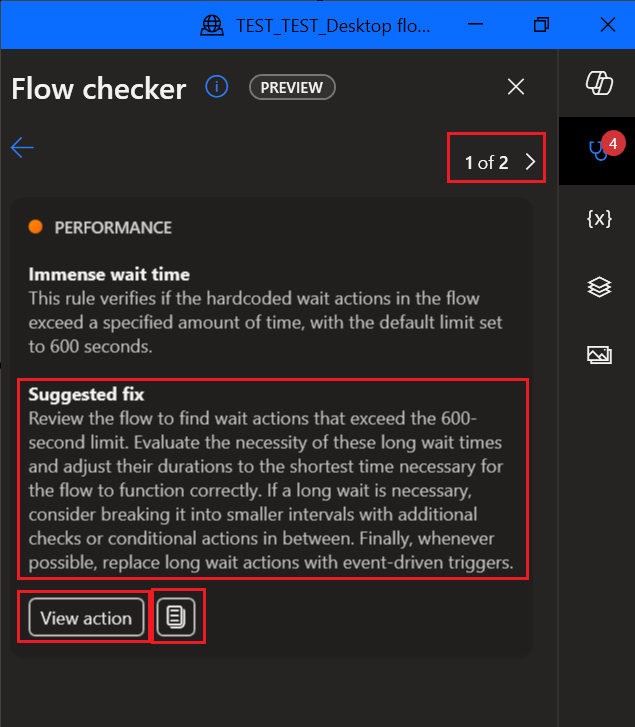 TEST_TEST_Desktop flo...
Flow checker
PREVIEW
1 of 2
4
{x}
PERFORMANCE
Immense wait time
This rule verifies if the hardcoded wait actions in the flow
exceed a specified amount of time, with the default limit set
to 600 seconds.
Suggested fix
Review the flow to find wait actions that exceed the 600-
second limit. Evaluate the necessity of these long wait times
and adjust their durations to the shortest time necessary for
the flow to function correctly. If a long wait is necessary,
consider breaking it into smaller intervals with additional
checks or conditional actions in between. Finally, whenever
possible, replace long wait actions with event-driven triggers.
View action